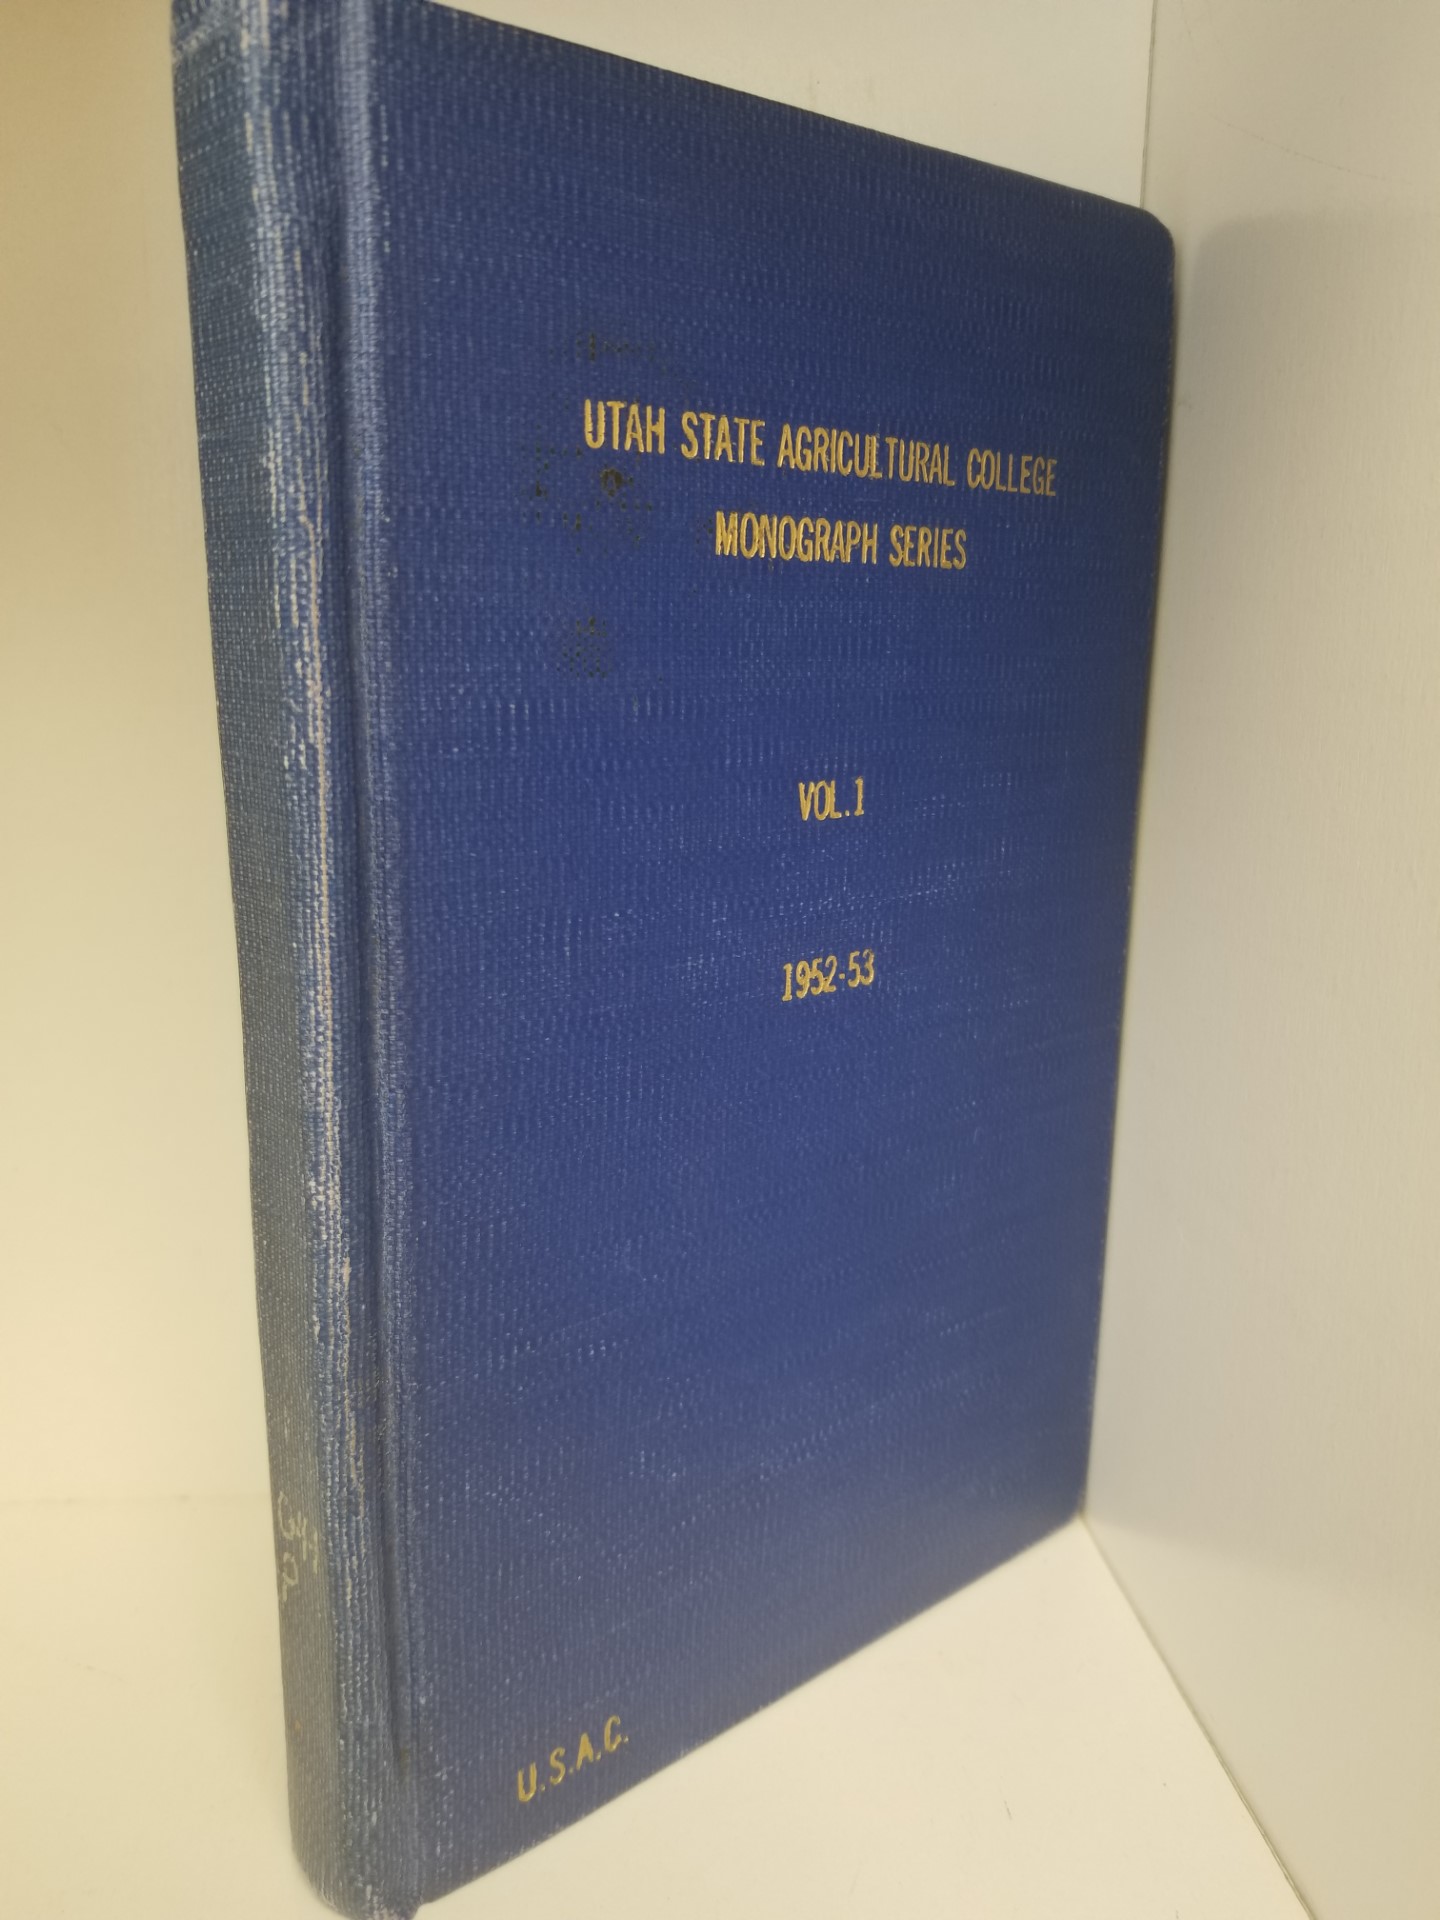 UTAH STATE AGRICULTURAL COLLEGE
MONOGRAPH SERIES
VOL.1
1952-53
U.S.A.C.